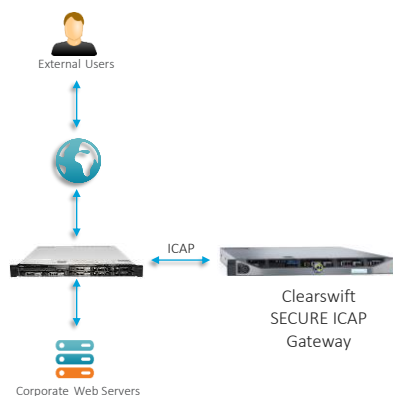 External Users
ICAP
Clearswift
SECURE ICAP
Gateway
Corporate Web Servers